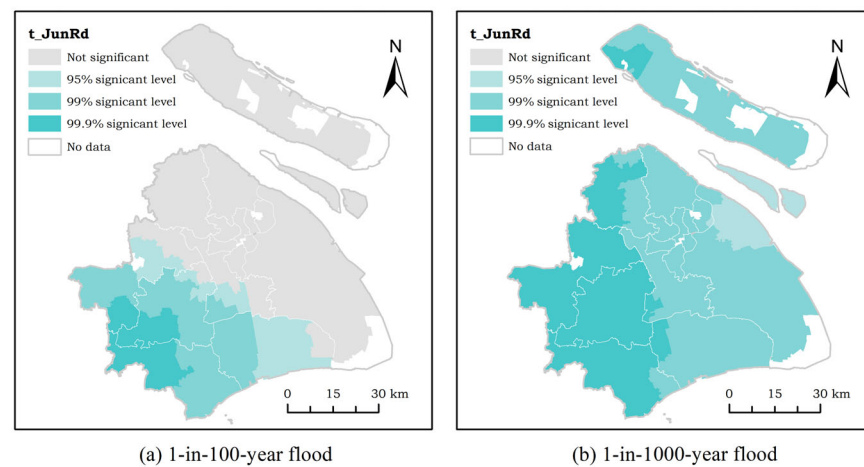 t_JunRd
Not significant
95% signicant level
99% signicant level
99.9% signicant level
No data
N
0 15 30 km
(a) 1-in-100-year flood
t_JunRd
Not significant
95% signicant level
99% signicant level
99.9% signicant level
No data
N
0 15 30 km
(b) 1-in-1000-year flood